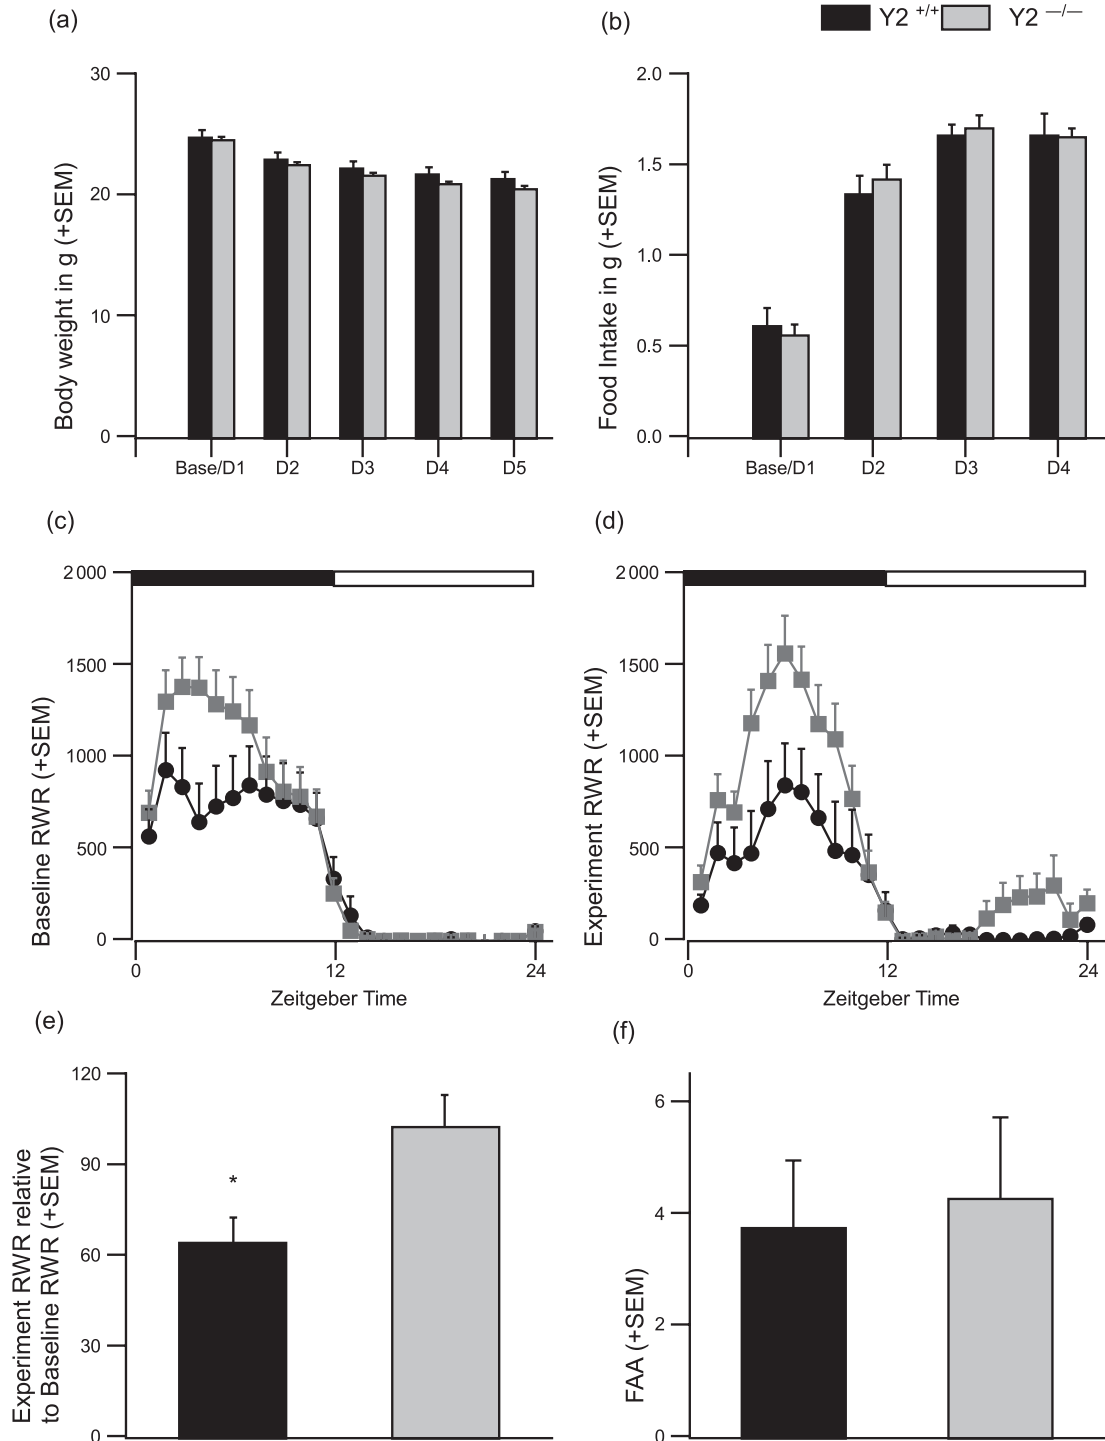 (a)
(b)
Y2 +/+
Y2 —/—
30
20
10
0
Body weight in g (+SEM)
Base/D1 D2 D3 D4 D5
2.0
1.5
1.0
0.5
0.0
Food Intake in g (+SEM)
Base/D1 D2 D3 D4
(c)
2 000
1500
1000
500
0
Baseline RWR (+SEM)
0 12 24
Zeitgeber Time
(d)
2 000
1500
1000
500
0
Experiment RWR (+SEM)
0 12 24
Zeitgeber Time
(e)
120
90
60
30
0
Experiment RWR relative
to Baseline RWR (+SEM)
*
(f)
6
4
2
0
FAA (+SEM)